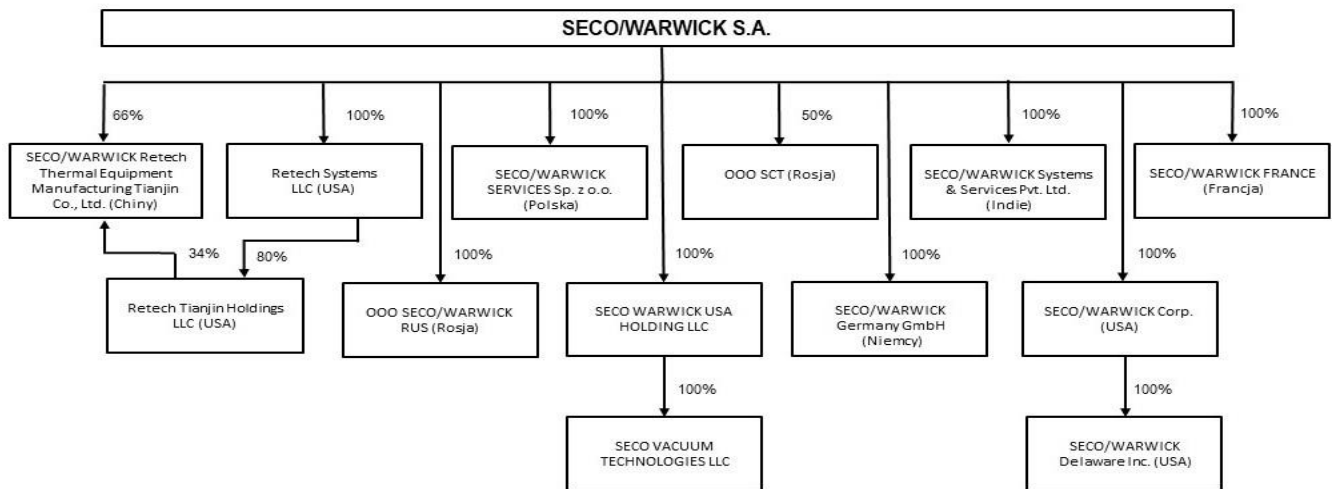 SECO/WARWICK S.A.
66%
100%
100%
50%
100%
100%
SECO/WARWICK Retech
Thermal Equipment
Manufacturing Tianjin
Co., Ltd. (Chiny)
Retech Systems
LLC (USA)
SECO/WARWICK
SERVICES Sp. z o.o.
(Polska)
OOO SCT (Rosja)
SECO/WARWICK Systems
& Services Pvt. Ltd.
(Indie)
SECO/WARWICK FRANCE
(Francja)
34%
80%
100%
100%
100%
100%
Retech Tianjin Holdings
LLC (USA)
OOO SECO/WARWICK
RUS (Rosja)
SECO WARWICK USA
HOLDING LLC
SECO/WARWICK
Germany GmbH
(Niemcy)
SECO/WARWICK Corp.
(USA)
100%
100%
SECO VACUUM
TECHNOLOGIES LLC
SECO/WARWICK
Delaware Inc. (USA)